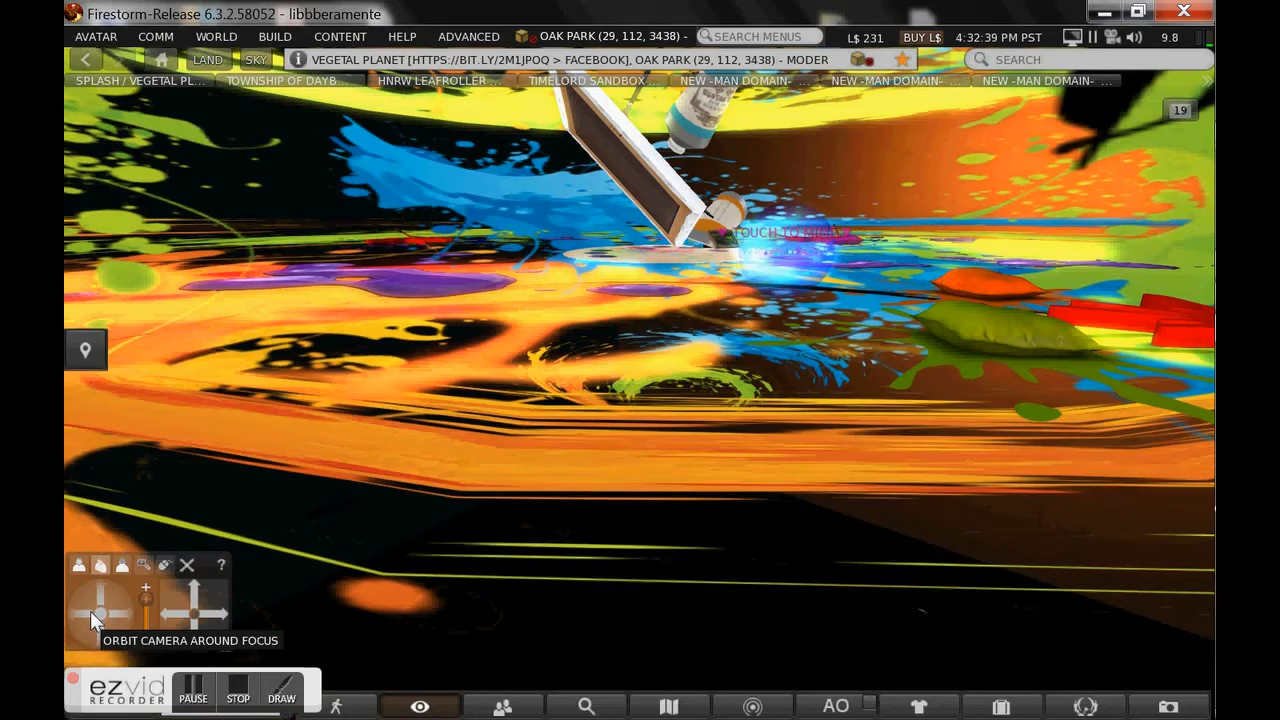 Firestorm-Release 6.3.2.58052 - libbberamente
AVATAR COMM WORLD BUILD CONTENT HELP ADVANCED OAK PARK (29, 112, 3438) - SEARCH MENUS L$ 231 BUY L$ 4:32:39 PM PST 9.8
LAND SKY VEGETAL PLANET [HTTPS://BIT.LY/2M1JPOQ > FACEBOOK], OAK PARK (29, 112, 3438) - MODER SEARCH
SPLASH / VEGETAL PL... TOWNSHIP OF DAYB... HNRW LEAFROLLER ... TIMELORD SANDBOX ... NEW -MAN DOMAIN- ... NEW -MAN DOMAIN- ... NEW -MAN DOMAIN- ...
19
TOUCH TO
?
ORBIT CAMERA AROUND FOCUS
ezvid
RECORDER
PAUSE STOP DRAW
AO